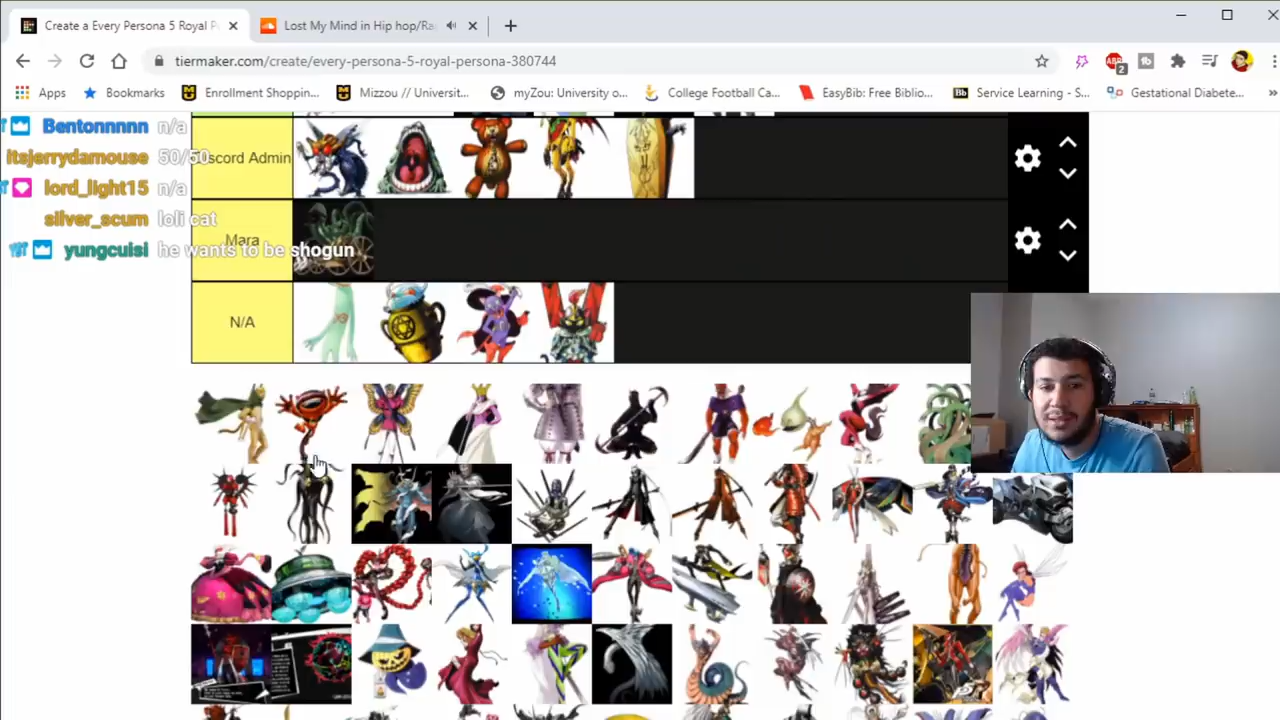 Create a Every Persona 5 Royal P
Lost My Mind in Hip hop/Ra
tiermaker.com/create/every-persona-5-royal-persona-380744
2
Apps
Bookmarks
Enrollment Shoppin...
Mizzou // Universit...
myZou: University o...
College Football Ca...
EasyBib: Free Biblio...
Service Learning - S...
Gestational Diabete...
Bentonnnnn n/a
itsjerrydamouse 50/50
scord Admin
lord_light15 n/a
silver_scum loli cat
Mara
yungcuisi he wants to be shogun
N/A